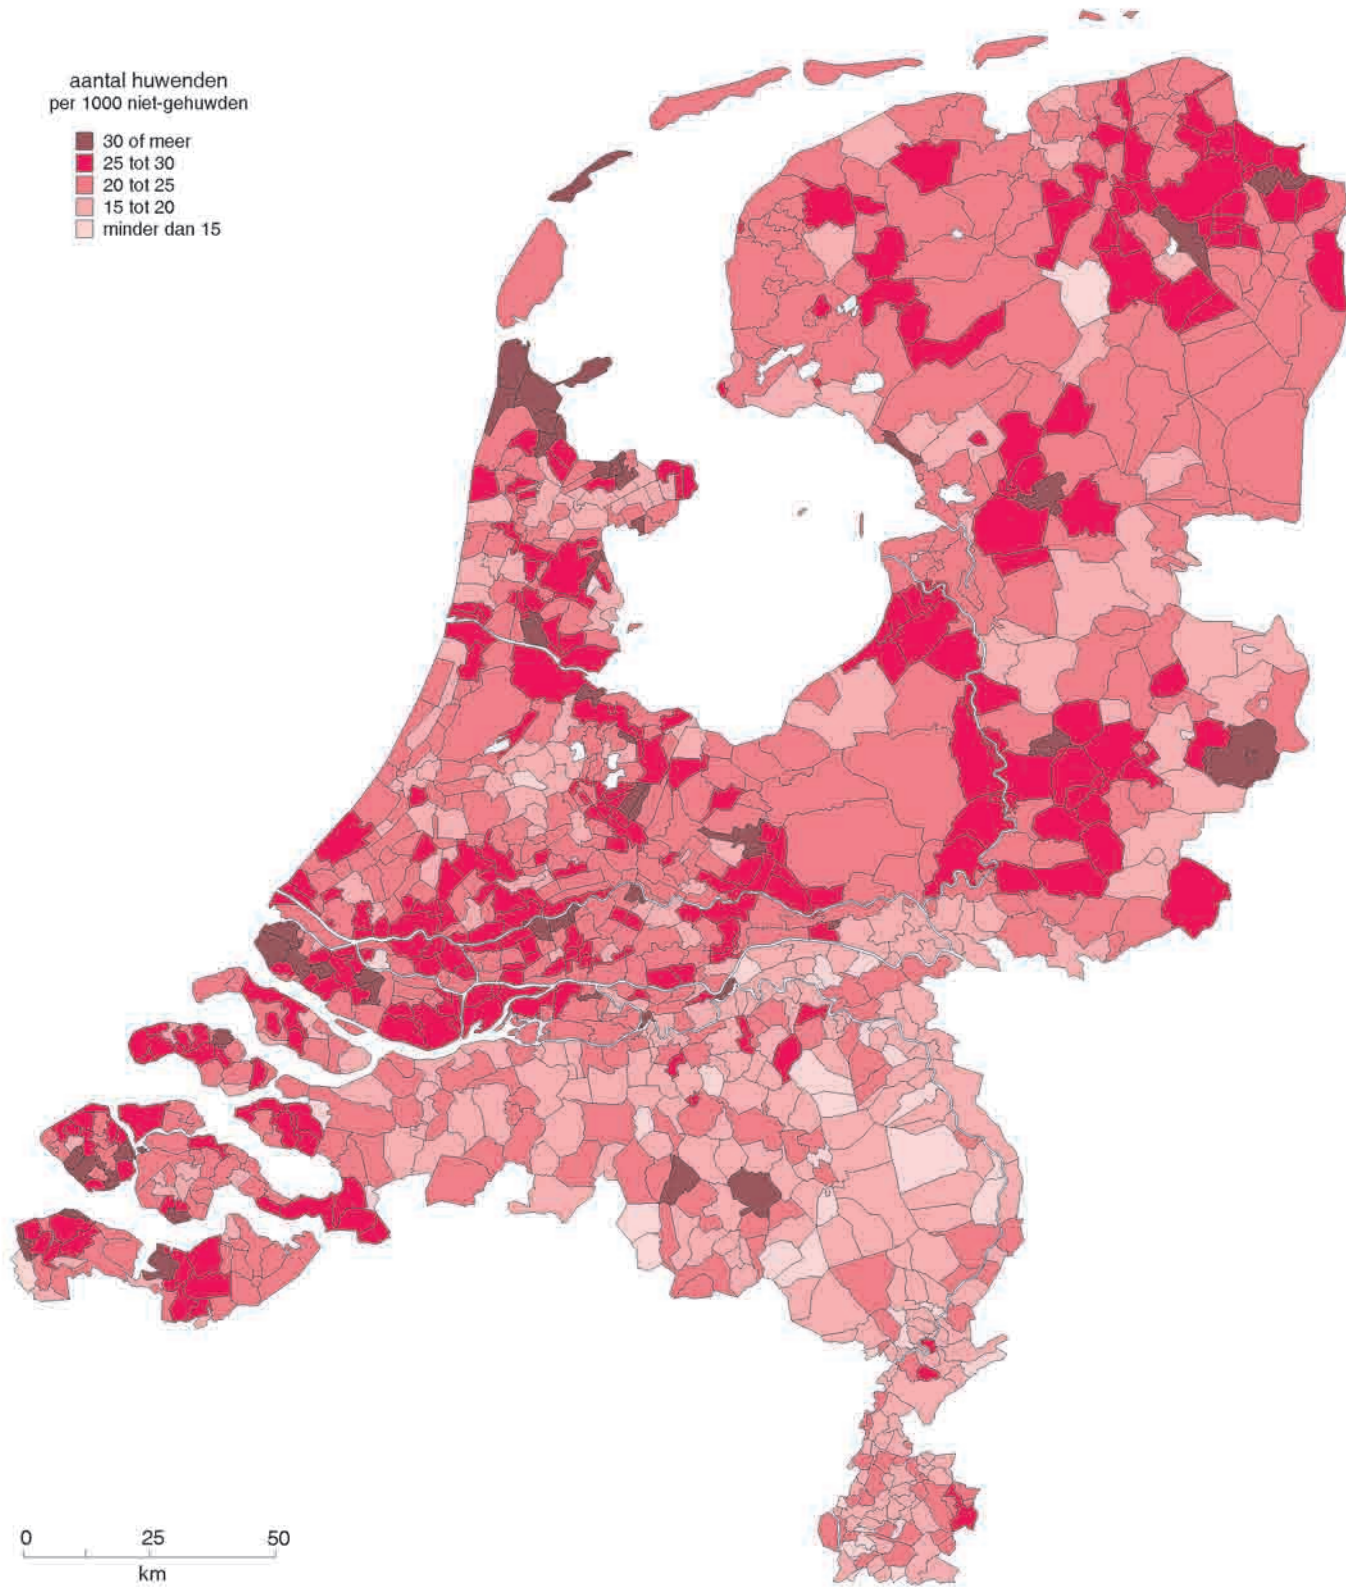 aantal huwenden
per 1000 niet-gehuwden
30 of meer
25 tot 30
20 tot 25
15 tot 20
minder dan 15
0 25 50
km